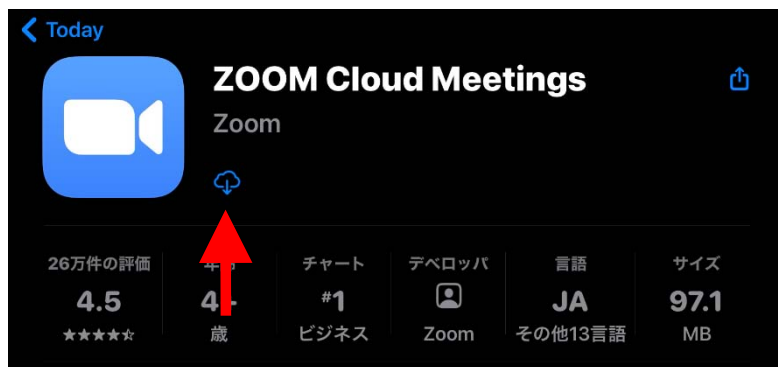 Today
ZOOM Cloud Meetings
Zoom
26万件の評価
チャート
デベロッパ
言語
サイズ
4.5
4
#1
JA
97.1
★★★★☆
歳
ビジネス
Zoom
その他13言語
MB